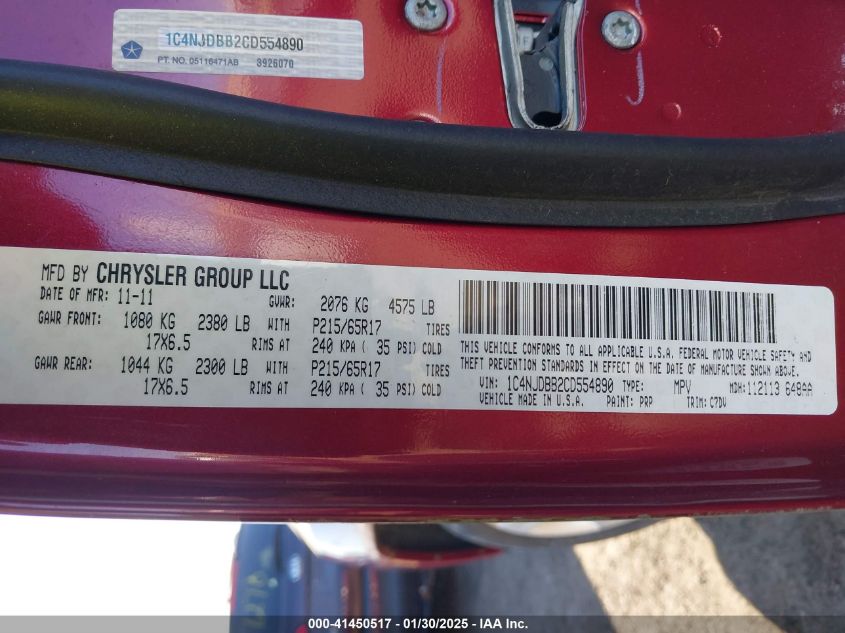 1C4NJDBB2CD554890
PT. NO. 05116471AB 3926070
MFD BY CHRYSLER GROUP LLC
DATE OF MFR: 11-11 GVWR: 2076 KG 4575 LB
GAWR FRONT: 1080 KG 2380 LB WITH P215/65R17 TIRES
17X6.5 RIMS AT 240 KPA ( 35 PSI) COLD
GAWR REAR: 1044 KG 2300 LB WITH P215/65R17 TIRES
17X6.5 RIMS AT 240 KPA ( 35 PSI) COLD
THIS VEHICLE CONFORMS TO ALL APPLICABLE U.S.A. FEDERAL MOTOR VEHICLE SAFETY AND
THEFT PREVENTION STANDARDS IN EFFECT ON THE DATE OF MANUFACTURE SHOWN ABOVE.
VIN: 1C4NJDBB2CD554890 TYPE: MPV MDH: 112113 648AA
VEHICLE MADE IN U.S.A. PAINT: PRP TRIM: C7DV
000-41450517 - 01/30/2025 - IAA Inc.